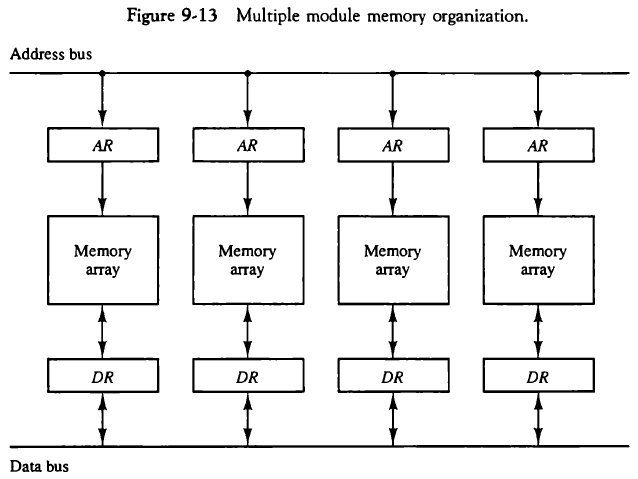 Figure 9-13 Multiple module memory organization.
Address bus
AR AR AR AR
Memory Memory Memory Memory
array array array array
DR DR DR DR
Data bus